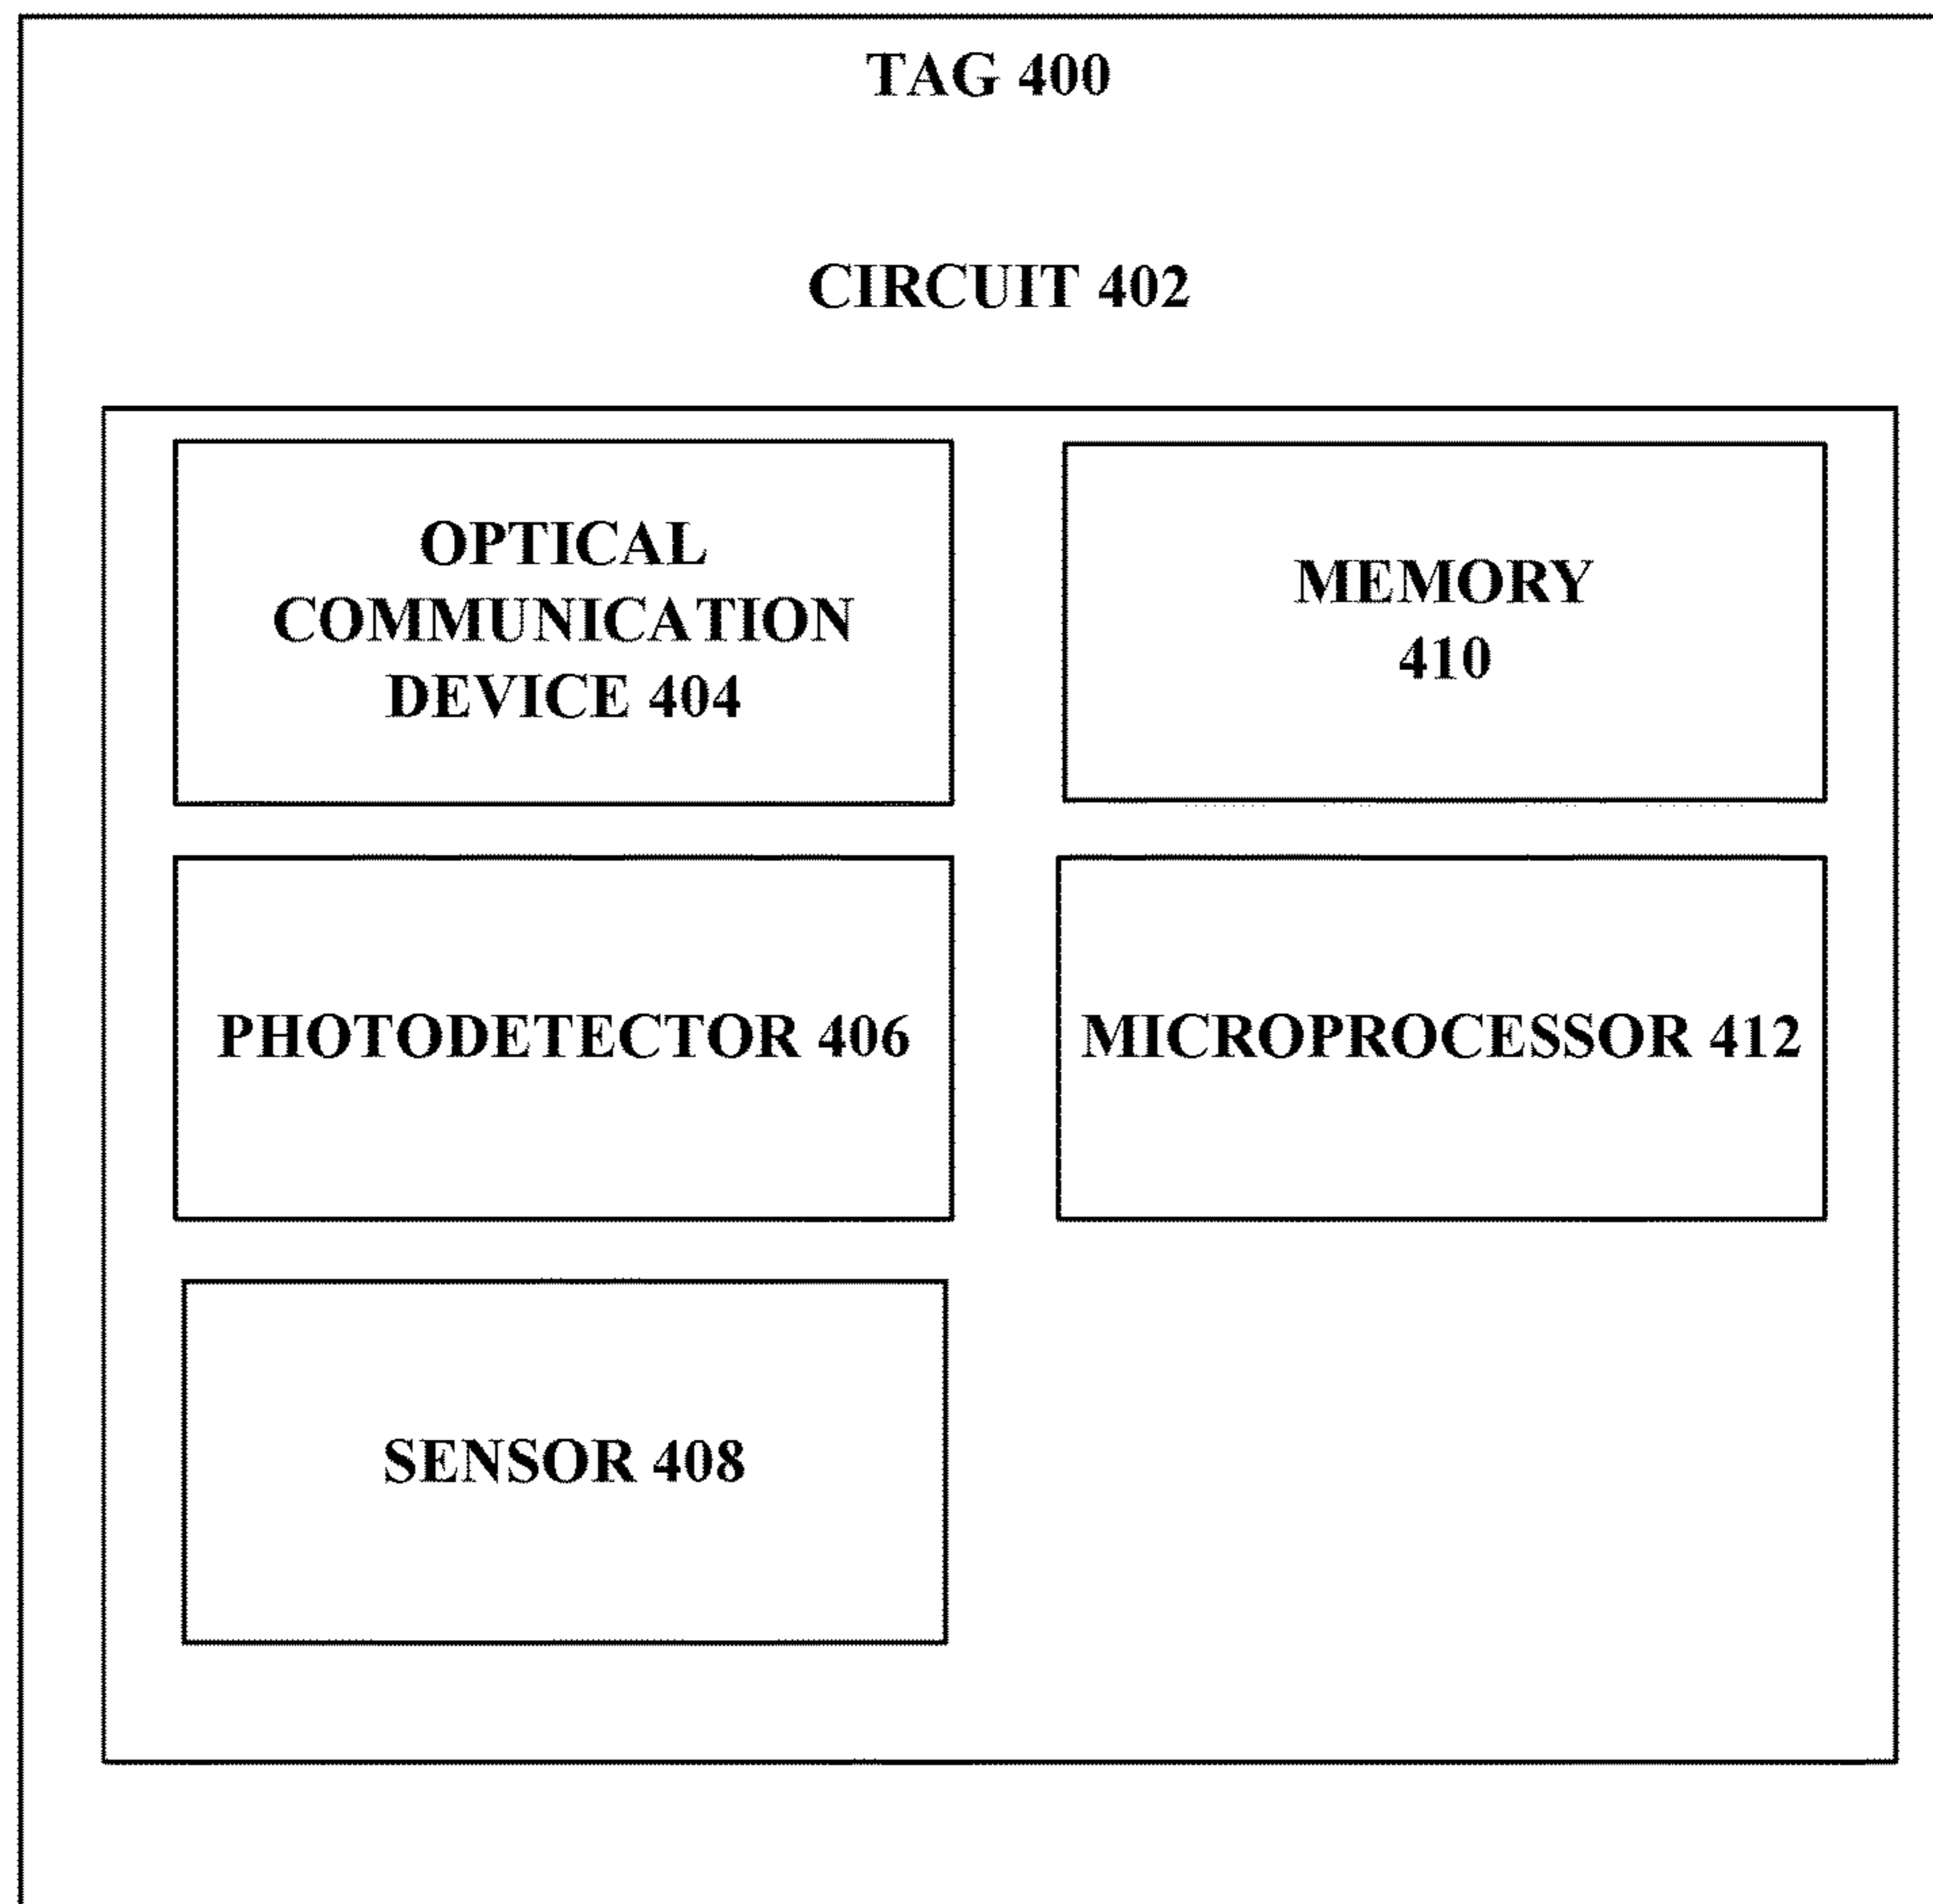 TAG 400
CIRCUIT 402
OPTICAL
COMMUNICATION
DEVICE 404
MEMORY
410
PHOTODETECTOR 406
MICROPROCESSOR 412
SENSOR 408